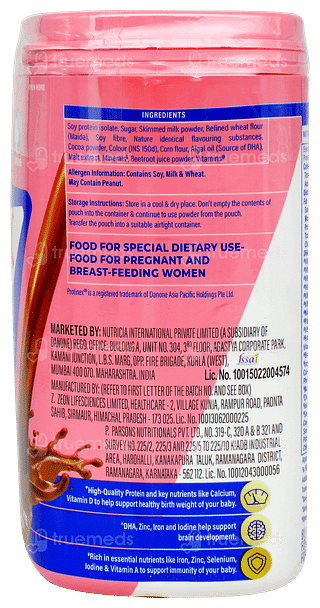 INGREDIENTS
Soy protein isolate, Sugar, Skimmed milk powder, Refined wheat flour
(Maida), Soy fibre, Nature identical flavouring substances,
Cocoa powder, Colour (INS 150d), Corn flour, Algal oil (Source of DHA),
Malt extract, Minerals, Beetroot juice powder, Vitamins
Allergen Information: Contains Soy, Milk & Wheat.
May Contain Peanut.
Storage Instructions: Store in a cool & dry place. Don't empty the contents of
pouch into the container & continue to use powder from the pouch.
Transfer the pouch into a suitable airtight container.
FOOD FOR SPECIAL DIETARY USE-
FOOD FOR PREGNANT AND
BREAST-FEEDING WOMEN
Protinex® is a registered trademark of Danone Asia Pacific Holdings Pte Ltd.
MARKETED BY: NUTRICIA INTERNATIONAL PRIVATE LIMITED (A SUBSIDIARY OF
DANONE) REGD. OFFICE: BUILDING A, UNIT NO. 304, 3RD FLOOR, AGASTYA CORPORATE PARK,
KAMANI JUNCTION, L.B.S. MARG, OPP. FIRE BRIGADE, KURLA (WEST),
MUMBAI 400 070. MAHARASHTRA. INDIA
fssai
Lic. No. 10015022004574
MANUFACTURED BY: (REFER TO FIRST LETTER OF THE BATCH NO. AND SEE BOX)
Z. ZEON LIFESCIENCES LIMITED, HEALTHCARE - 2, VILLAGE KUNJA, RAMPUR ROAD, PAONTA
SAHIB, SIRMAUR, HIMACHAL PRADESH - 173 025. Lic. No. 10013062000225
P. PARSONS NUTRITIONALS PVT. LTD. NO. 319-C, 320 A & B 321 AND
SURVEY NO. 225/2, 225/3 AND 225/5 TO 225/10 KIADB INDUSTRIAL
AREA, HAROHALLI, KANAKAPURA TALUK, RAMANAGARA DISTRICT,
RAMANAGARA, KARNATAKA - 562 112. Lic. No. 10012043000056
#High-Quality Protein and key nutrients like Calcium,
Vitamin D to help support healthy birth weight of your baby.
^DHA, Zinc, Iron and Iodine help support
brain development.
*Rich in essential nutrients like Iron, Zinc, Selenium,
Iodine & Vitamin A to support immunity of your baby.